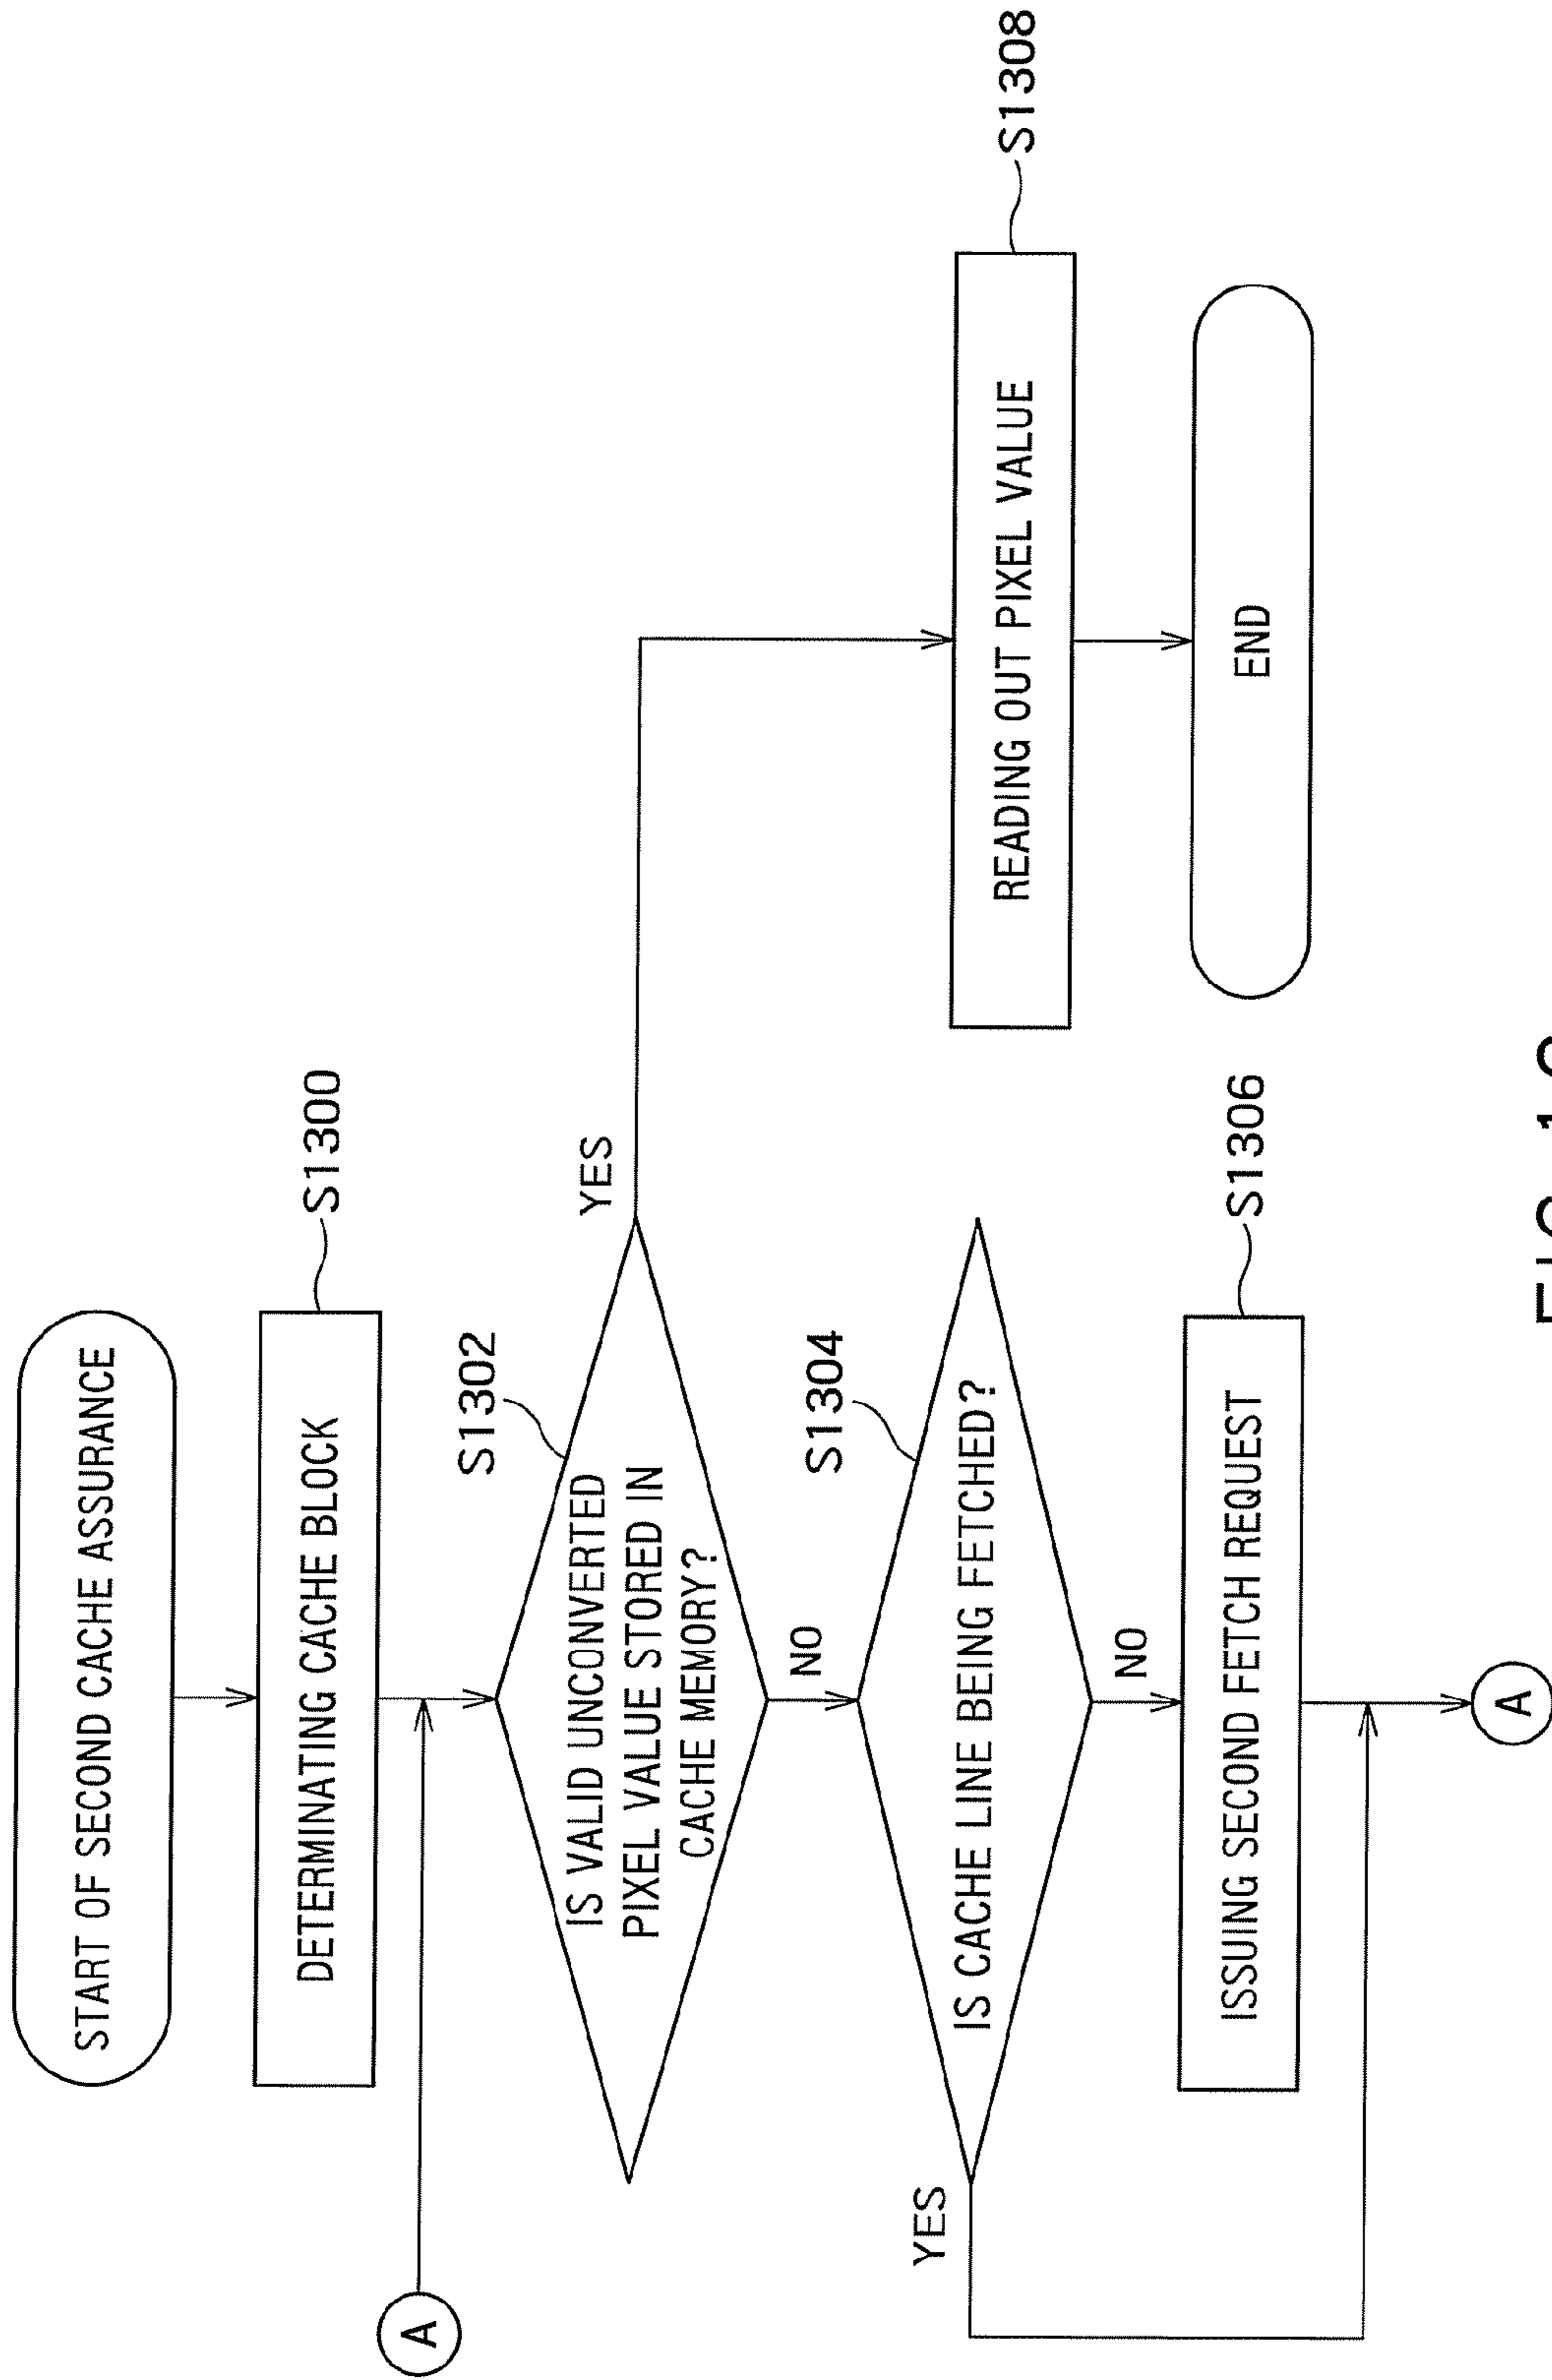 START OF SECOND CACHE ASSURANCE
DETERMINATING CACHE BLOCK
S1300
A
IS VALID UNCONVERTED
PIXEL VALUE STORED IN
CACHE MEMORY?
S1302
YES
NO
IS CACHE LINE BEING FETCHED?
S1304
YES
NO
ISSUING SECOND FETCH REQUEST
S1306
A
READING OUT PIXEL VALUE
S1308
END